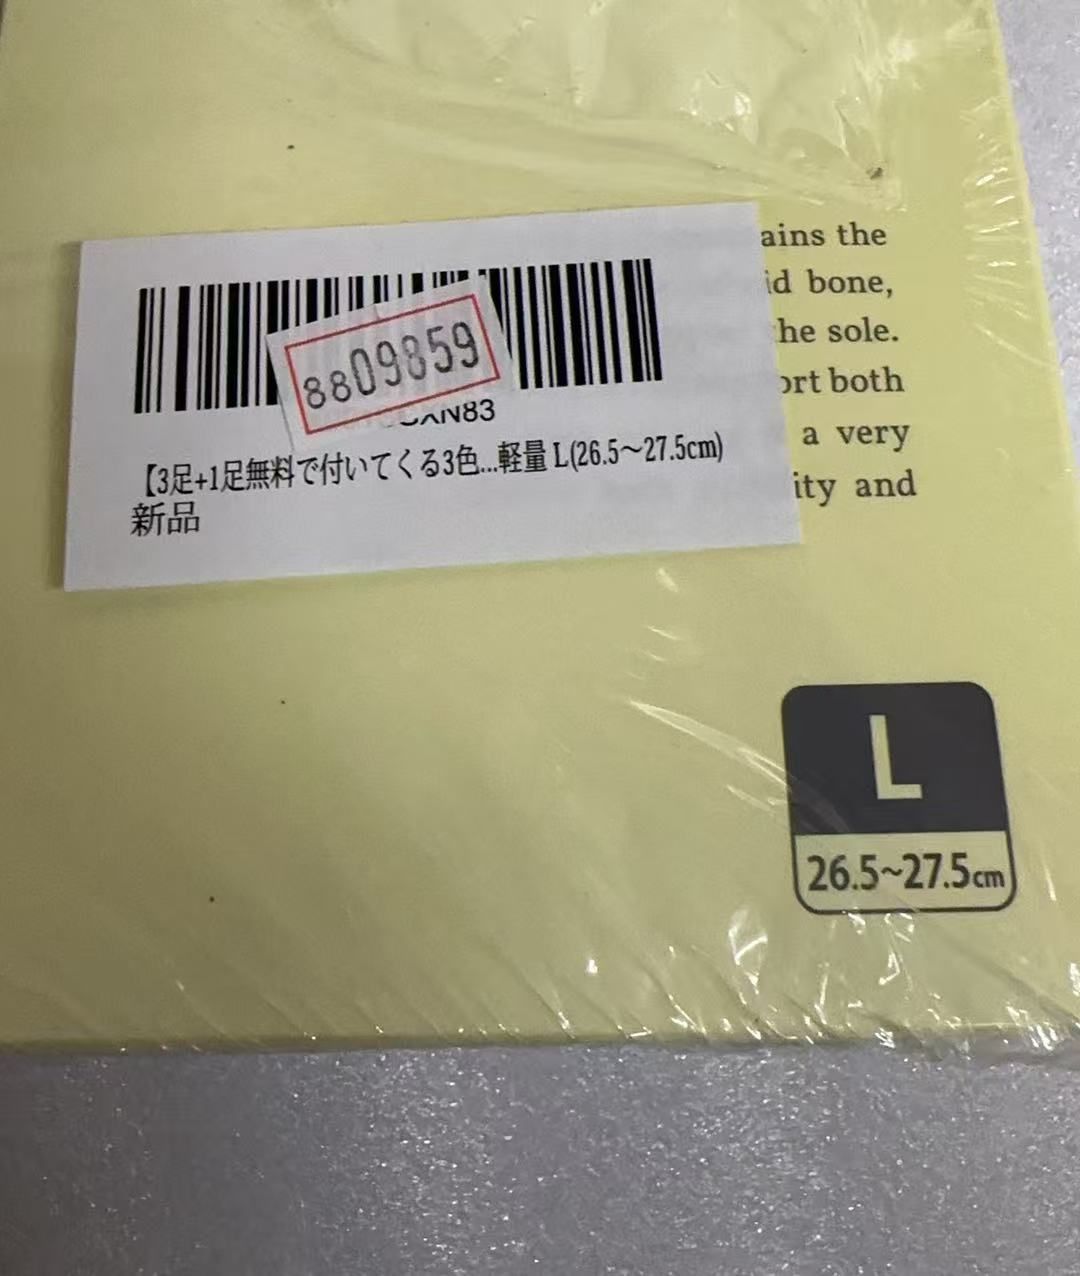 ains the
id bone,
he sole.
ort both
a very
ity and
8809859
XN83
【3足+1足無料で付いてくる3色...軽量 L(26.5～27.5cm)
新品
L
26.5~27.5cm